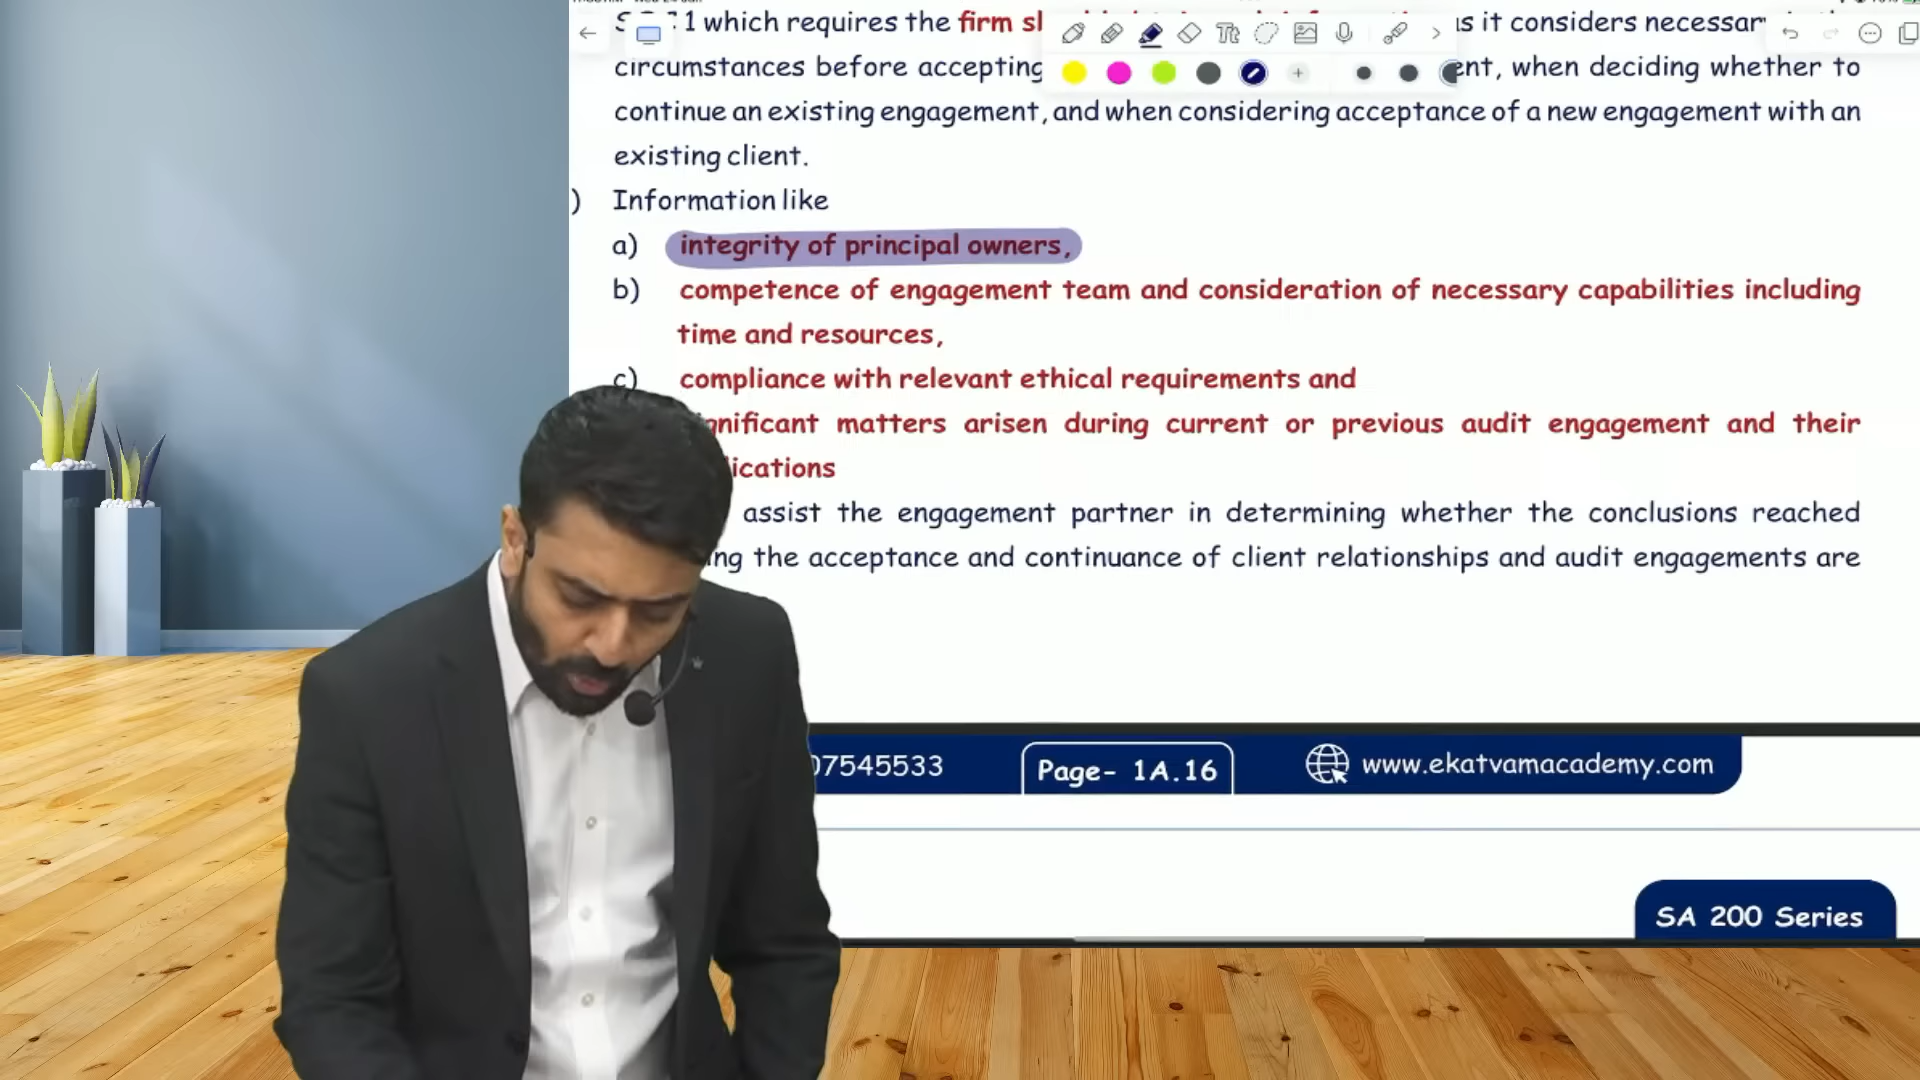 1 which requires the firm as it considers necessary
circumstances before accepting ent, when deciding whether to
continue an existing engagement, and when considering acceptance of a new engagement with an
existing client.
) Information like
a) integrity of principal owners,
b) competence of engagement team and consideration of necessary capabilities including
time and resources,
c) compliance with relevant ethical requirements and
gnificant matters arisen during current or previous audit engagement and their
lications
assist the engagement partner in determining whether the conclusions reached
ing the acceptance and continuance of client relationships and audit engagements are
07545533 Page- 1A.16 www.ekatvamacademy.com
SA 200 Series